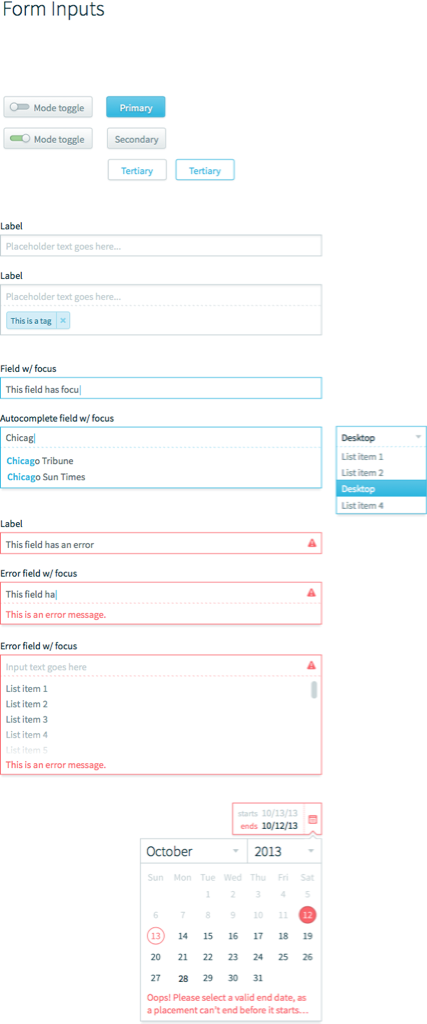 Form Inputs
Mode toggle
Primary
Mode toggle
Secondary
Tertiary
Tertiary
Label
Placeholder text goes here...
Label
Placeholder text goes here...
This is a tag ×
Field w/ focus
This field has focu
Autocomplete field w/ focus
Chicag
Chicago Tribune
Chicago Sun Times
Desktop
List item 1
List item 2
Desktop
List item 4
Label
This field has an error
Error field w/ focus
This field ha
This is an error message.
Error field w/ focus
Input text goes here
List item 1
List item 2
List item 3
List item 4
List item 5
This is an error message.
starts 10/13/13
ends 10/12/13
October 2013
Sun Mon Tue Wed Thu Fri Sat
1 2 3 4 5
6 7 8 9 10 11 12
13 14 15 16 17 18 19
20 21 22 23 24 25 26
27 28 29 30 31
Oops! Please select a valid end date, as
a placement can't end before it starts....